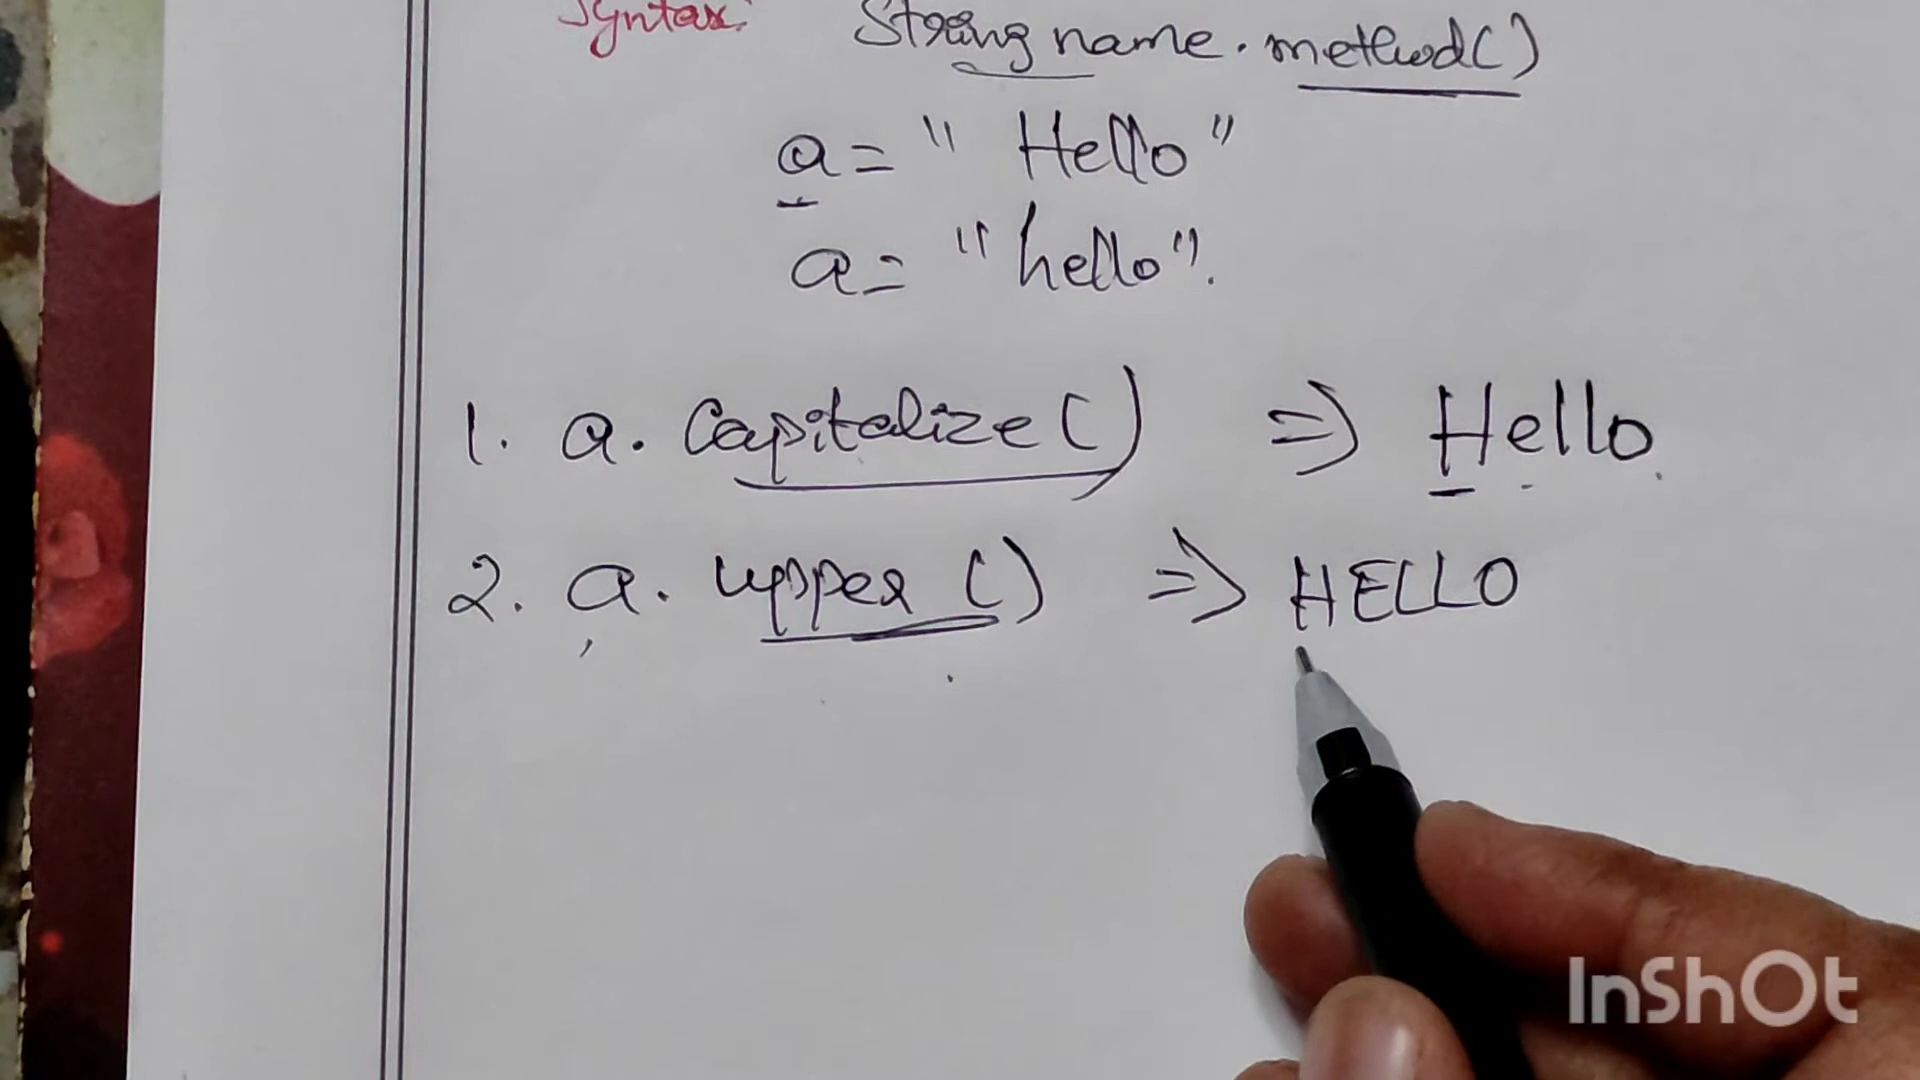 Syntax: String name.method()
a = "Hello"
a = "hello".
1. a. Capitalize() => Hello.
2. a. upper () => HELLO
InShOt